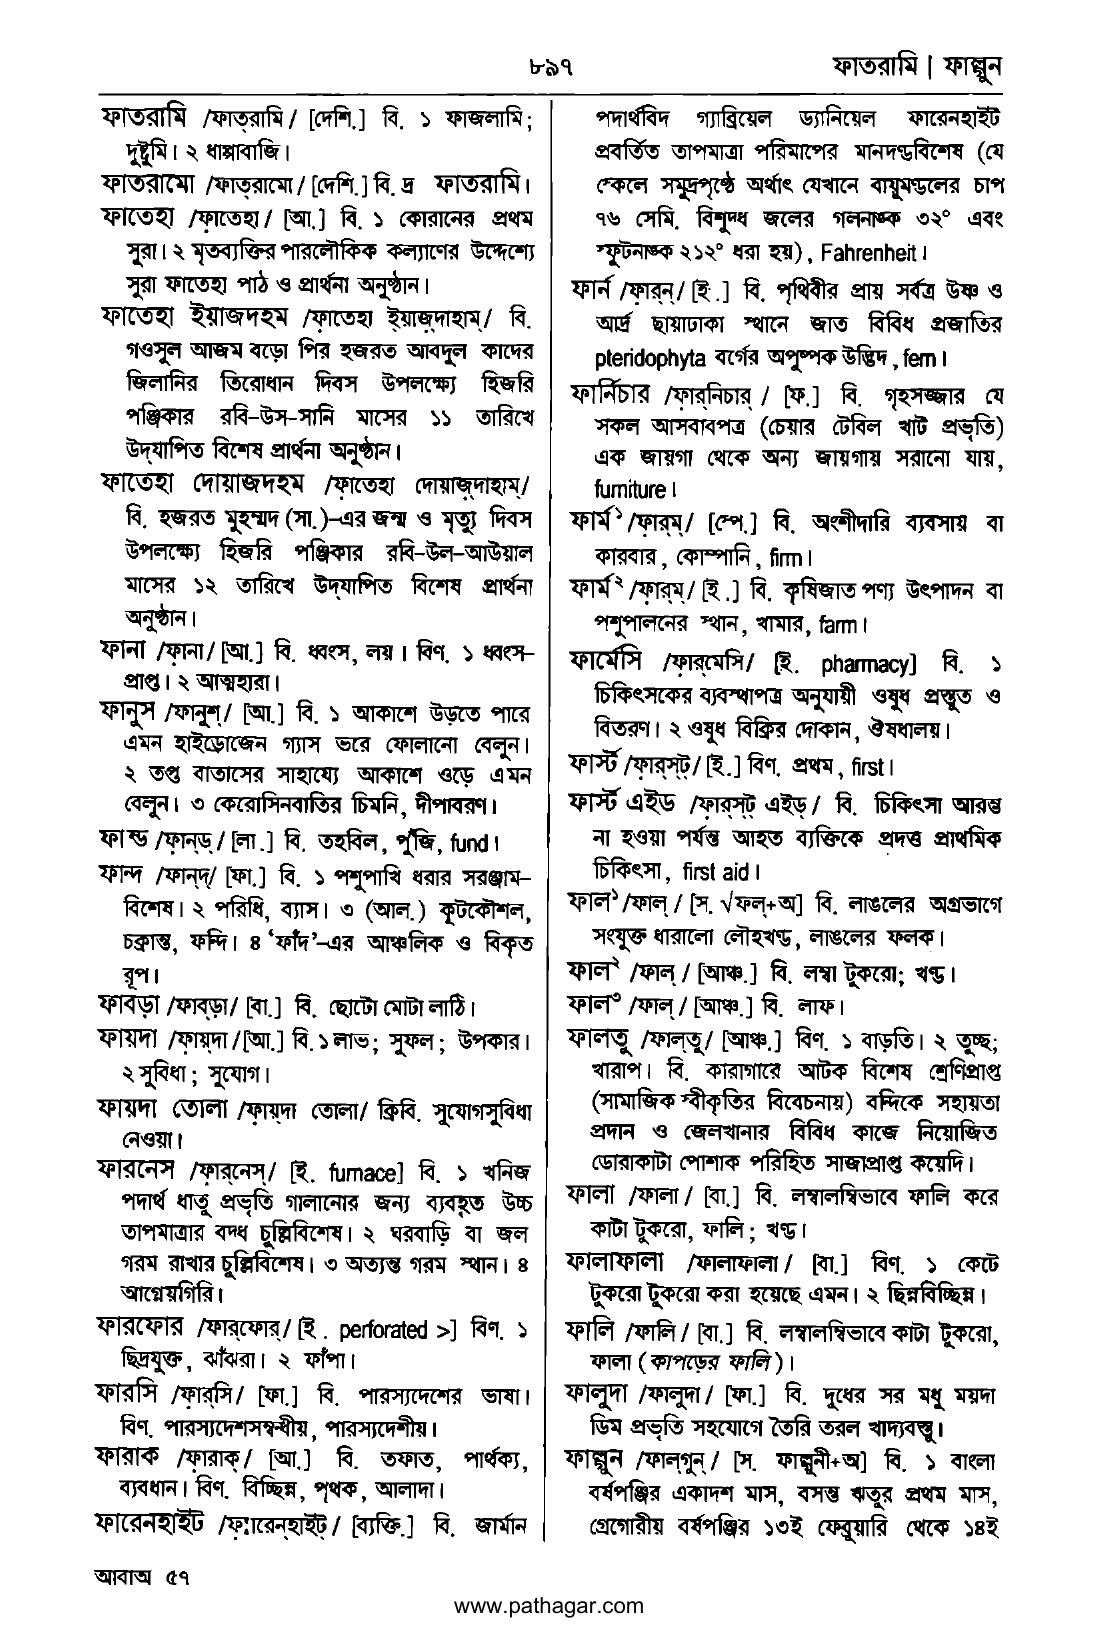 ৮৯৭
ফাতরামি | ফাল্গুন
ফাতরামি /ফাত্‌রামি/ [দেশি.] বি. ১ ফাজলামি;
দুষ্টুমি। ২ ধাপ্পাবাজি।
ফাতরামো /ফাত্‌রামো/ [দেশি.] বি. দ্র ফাতরামি।
ফাতেহা /ফ়াতেহা/ [আ.] বি. ১ কোরানের প্রথম
সুরা। ২ মৃতব্যক্তির পারলৌকিক কল্যাণের উদ্দেশ্যে
সুরা ফাতেহা পাঠ ও প্রার্থনা অনুষ্ঠান।
ফাতেহা ইয়াজদহম /ফ়াতেহা ইয়াজ়্‌দাহাম্‌/ বি.
গওসুল আজম বড়ো পির হজরত আবদুল কাদের
জিলানির তিরোধান দিবস উপলক্ষ্যে হিজরি
পঞ্জিকার রবি-উস-সানি মাসের ১১ তারিখে
উদ্‌যাপিত বিশেষ প্রার্থনা অনুষ্ঠান।
ফাতেহা দোয়াজদহম /ফ়াতেহা দোয়াজ়্‌দাহাম্‌/
বি. হজরত মুহম্মদ (সা.)-এর জন্ম ও মৃত্যু দিবস
উপলক্ষ্যে হিজরি পঞ্জিকার রবি-উল-আউয়াল
মাসের ১২ তারিখে উদ্‌যাপিত বিশেষ প্রার্থনা
অনুষ্ঠান।
ফানা /ফ়ানা/ [আ.] বি. ধ্বংস, লয়। বিণ. ১ ধ্বংস-
প্রাপ্ত। ২ আত্মহারা।
ফানুস /ফানুশ্‌/ [আ.] বি. ১ আকাশে উড়তে পারে
এমন হাইড্রোজেন গ্যাস ভরে ফোলানো বেলুন।
২ তপ্ত বাতাসের সাহায্যে আকাশে ওড়ে এমন
বেলুন। ৩ কেরোসিনবাতির চিমনি, দীপাবরণ।
ফান্ড /ফ়ান্‌ড্‌/ [লা.] বি. তহবিল, পুঁজি, fund।
ফান্দ /ফান্‌দ্‌/ [ফা.] বি. ১ পশুপাখি ধরার সরঞ্জাম-
বিশেষ। ২ পরিধি, ব্যাস। ৩ (আল.) কূটকৌশল,
চক্রান্ত, ফন্দি। ৪ ‘ফাঁদ’-এর আঞ্চলিক ও বিকৃত
রূপ।
ফাবড়া /ফাব্‌ড়া/ [বা.] বি. ছোটো মোটা লাঠি।
ফায়দা /ফ়ায়্‌দা/ [আ.] বি. ১ লাভ; সুফল; উপকার।
২ সুবিধা; সুযোগ।
ফায়দা তোলা /ফ়ায়্‌দা তোলা/ ক্রিবি. সুযোগসুবিধা
নেওয়া।
ফারনেস /ফ়ার্‌নেস্‌/ [ই. furnace] বি. ১ খনিজ
পদার্থ ধাতু প্রভৃতি গালানোর জন্য ব্যবহৃত উচ্চ
তাপমাত্রার বদ্ধ চুল্লিবিশেষ। ২ ঘরবাড়ি বা জল
গরম রাখার চুল্লিবিশেষ। ৩ অত্যন্ত গরম স্থান। ৪
আগ্নেয়গিরি।
ফারফোর /ফার্‌ফোর্‌/ [ই. perforated >] বিণ. ১
ছিদ্রযুক্ত, ঝাঁঝরা। ২ ফাঁপা।
ফারসি /ফ়ার্‌সি/ [ফা.] বি. পারস্যদেশের ভাষা।
বিণ. পারস্যদেশসম্বন্ধীয়, পারস্যদেশীয়।
ফারাক /ফ়ারাক্‌/ [আ.] বি. তফাত, পার্থক্য,
ব্যবধান। বিণ. বিচ্ছিন্ন, পৃথক, আলাদা।
ফারেনহাইট /ফ়ারেন্‌হাইট্‌/ [ব্যক্তি.] বি. জার্মান
পদার্থবিদ গ্যাব্রিয়েল ড্যানিয়েল ফারেনহাইট
প্রবর্তিত তাপমাত্রা পরিমাপের মানদণ্ডবিশেষ (যে
স্কেলে সমুদ্রপৃষ্ঠে অর্থাৎ যেখানে বায়ুমণ্ডলের চাপ
৭৬ সেমি. বিশুদ্ধ জলের গলনাঙ্ক ৩২° এবং
স্ফুটনাঙ্ক ২১২° ধরা হয়), Fahrenheit।
ফার্ন /ফ়ার্‌ন্‌/ [ই.] বি. পৃথিবীর প্রায় সর্বত্র উষ্ণ ও
আর্দ্র ছায়াঢাকা স্থানে জাত বিবিধ প্রজাতির
pteridophyta বর্গের অপুষ্পক উদ্ভিদ, fern।
ফার্নিচার /ফ়ার্‌নিচার্‌/ [ফ.] বি. গৃহসজ্জার যে
সকল আসবাবপত্র (চেয়ার টেবিল খাট প্রভৃতি)
এক জায়গা থেকে অন্য জায়গায় সরানো যায়,
furniture।
ফার্ম১ /ফ়ার্‌ম্‌/ [স্পে.] বি. অংশীদারি ব্যবসায় বা
কারবার, কোম্পানি, firm।
ফার্ম২ /ফ়ার্‌ম্‌/ [ই.] বি. কৃষিজাত পণ্য উৎপাদন বা
পশুপালনের স্থান, খামার, farm।
ফার্মেসি /ফ়ার্‌মেসি/ [ই. pharmacy] বি. ১
চিকিৎসকের ব্যবস্থাপত্র অনুযায়ী ওষুধ প্রস্তুত ও
বিতরণ। ২ ওষুধ বিক্রির দোকান, ঔষধালয়।
ফার্স্ট /ফ়ার্‌স্‌ট্‌/ [ই.] বিণ. প্রথম, first।
ফার্স্ট এইড /ফ়ার্‌স্‌ট্‌ এইড্‌/ বি. চিকিৎসা আরম্ভ
না হওয়া পর্যন্ত আহত ব্যক্তিকে প্রদত্ত প্রাথমিক
চিকিৎসা, first aid।
ফাল১ /ফাল্‌/ [স. √ফল্‌+অ] বি. লাঙলের অগ্রভাগে
সংযুক্ত ধারালো লৌহখণ্ড, লাঙলের ফলক।
ফাল২ /ফাল্‌/ [আঞ্চ.] বি. লম্বা টুকরো; খণ্ড।
ফাল৩ /ফাল্‌/ [আঞ্চ.] বি. লাফ।
ফালতু /ফাল্‌তু/ [আঞ্চ.] বিণ. ১ বাড়তি। ২ তুচ্ছ;
খারাপ। বি. কারাগারে আটক বিশেষ শ্রেণিপ্রাপ্ত
(সামাজিক স্বীকৃতির বিবেচনায়) বন্দিকে সহায়তা
প্রদান ও জেলখানার বিবিধ কাজে নিয়োজিত
ডোরাকাটা পোশাক পরিহিত সাজাপ্রাপ্ত কয়েদি।
ফালা /ফালা/ [বা.] বি. লম্বালম্বিভাবে ফালি করে
কাটা টুকরো, ফালি; খণ্ড।
ফালাফালা /ফালাফালা/ [বা.] বিণ. ১ কেটে
টুকরো টুকরো করা হয়েছে এমন। ২ ছিন্নবিচ্ছিন্ন।
ফালি /ফালি/ [বা.] বি. লম্বালম্বিভাবে কাটা টুকরো,
ফালা (কাপড়ের ফালি)।
ফালুদা /ফালুদা/ [ফা.] বি. দুধের সর মধু ময়দা
ডিম প্রভৃতি সহযোগে তৈরি তরল খাদ্যবস্তু।
ফাল্গুন /ফাল্‌গুন্‌/ [স. ফাল্গুনী+অ] বি. ১ বাংলা
বর্ষপঞ্জির একাদশ মাস, বসন্ত ঋতুর প্রথম মাস,
গ্রেগোরীয় বর্ষপঞ্জির ১৩ই ফেব্রুয়ারি থেকে ১৪ই
আবাঅ ৫৭
www.pathagar.com